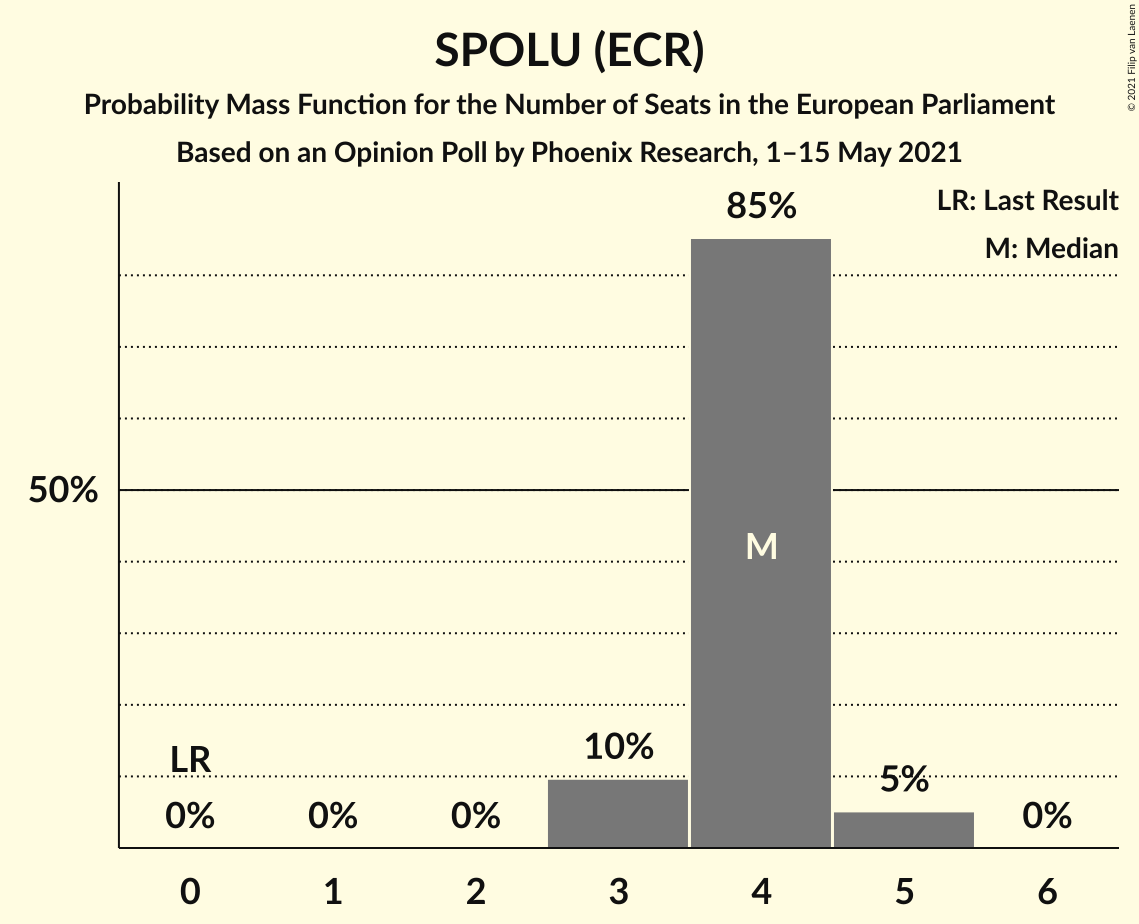 SPOLU (ECR)
Probability Mass Function for the Number of Seats in the European Parliament
Based on an Opinion Poll by Phoenix Research, 1–15 May 2021
© 2021 Filip van Laenen
LR: Last Result
M: Median
85%
50%
M
LR
10%
5%
0%
0%
0%
0%
0 1 2 3 4 5 6